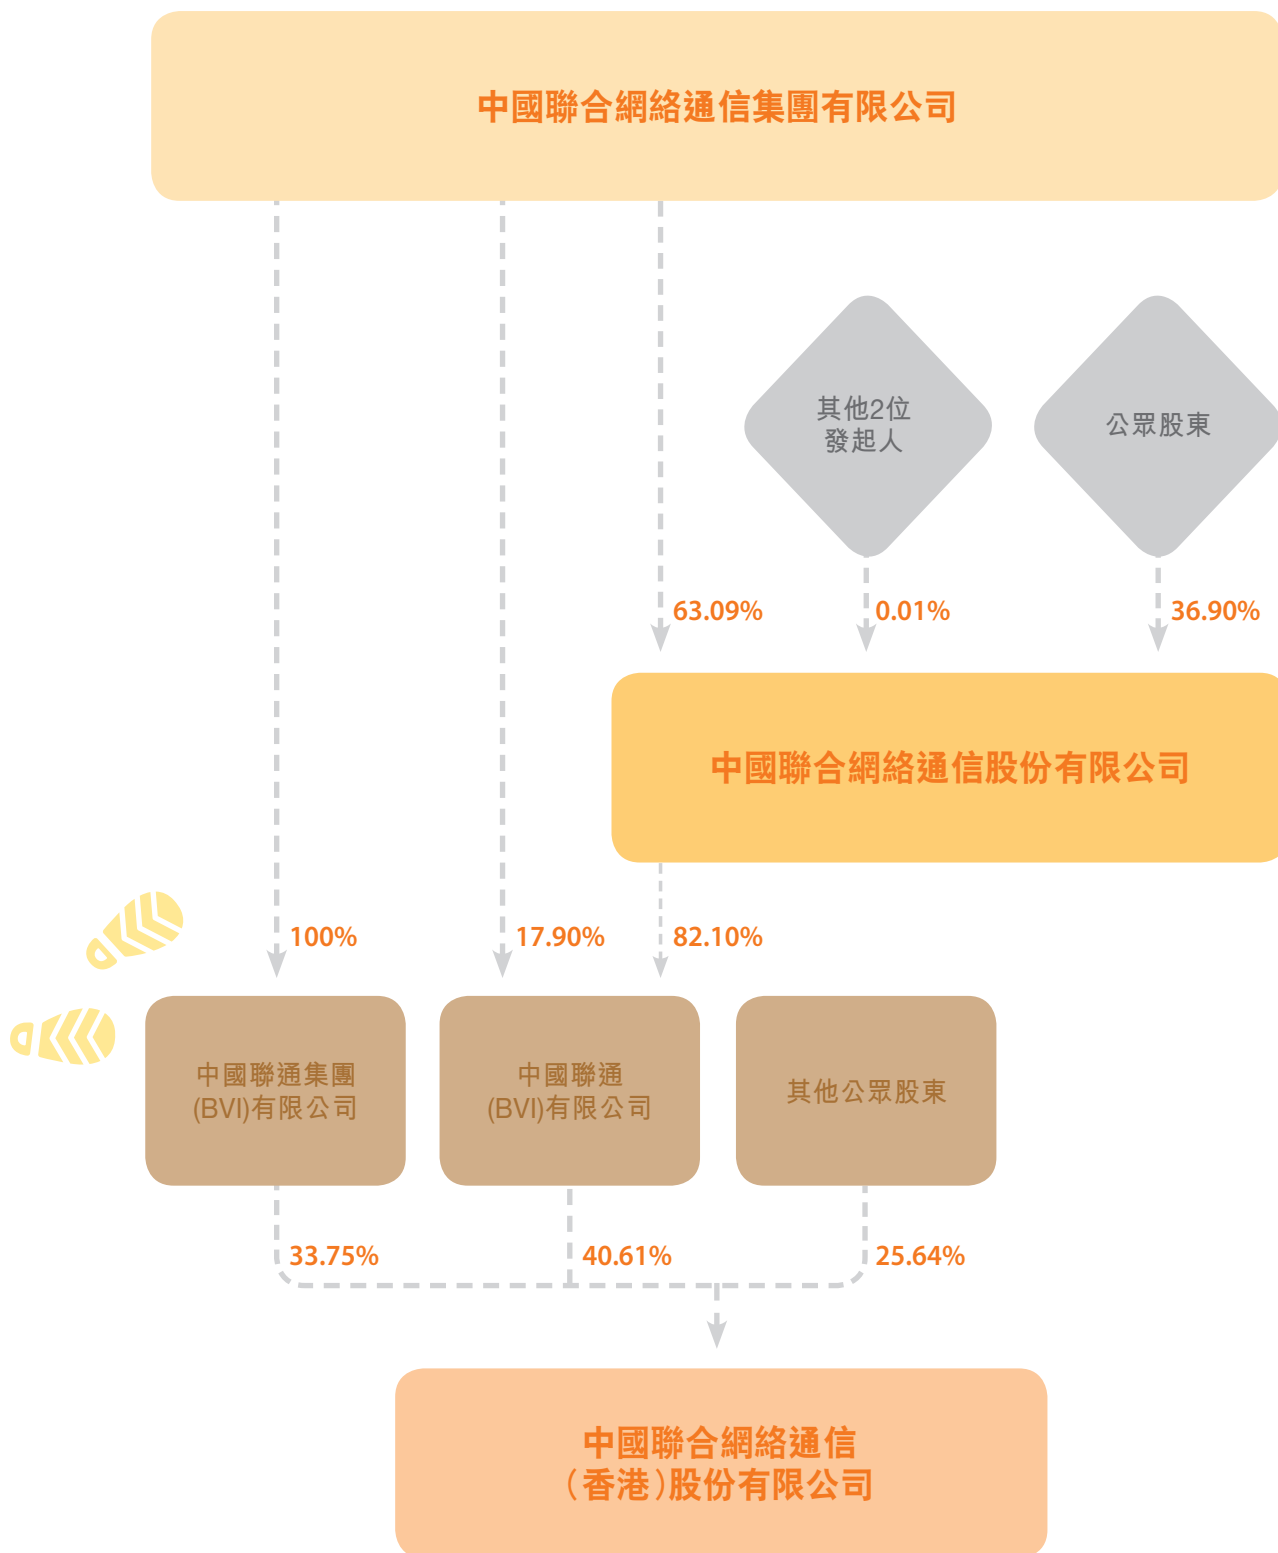 中國聯合網絡通信集團有限公司
其他2位
發起人
公眾股東
63.09%
0.01%
36.90%
中國聯合網絡通信股份有限公司
100%
17.90%
82.10%
中國聯通集團
(BVI)有限公司
中國聯通
(BVI)有限公司
其他公眾股東
33.75%
40.61%
25.64%
中國聯合網絡通信
（香港）股份有限公司